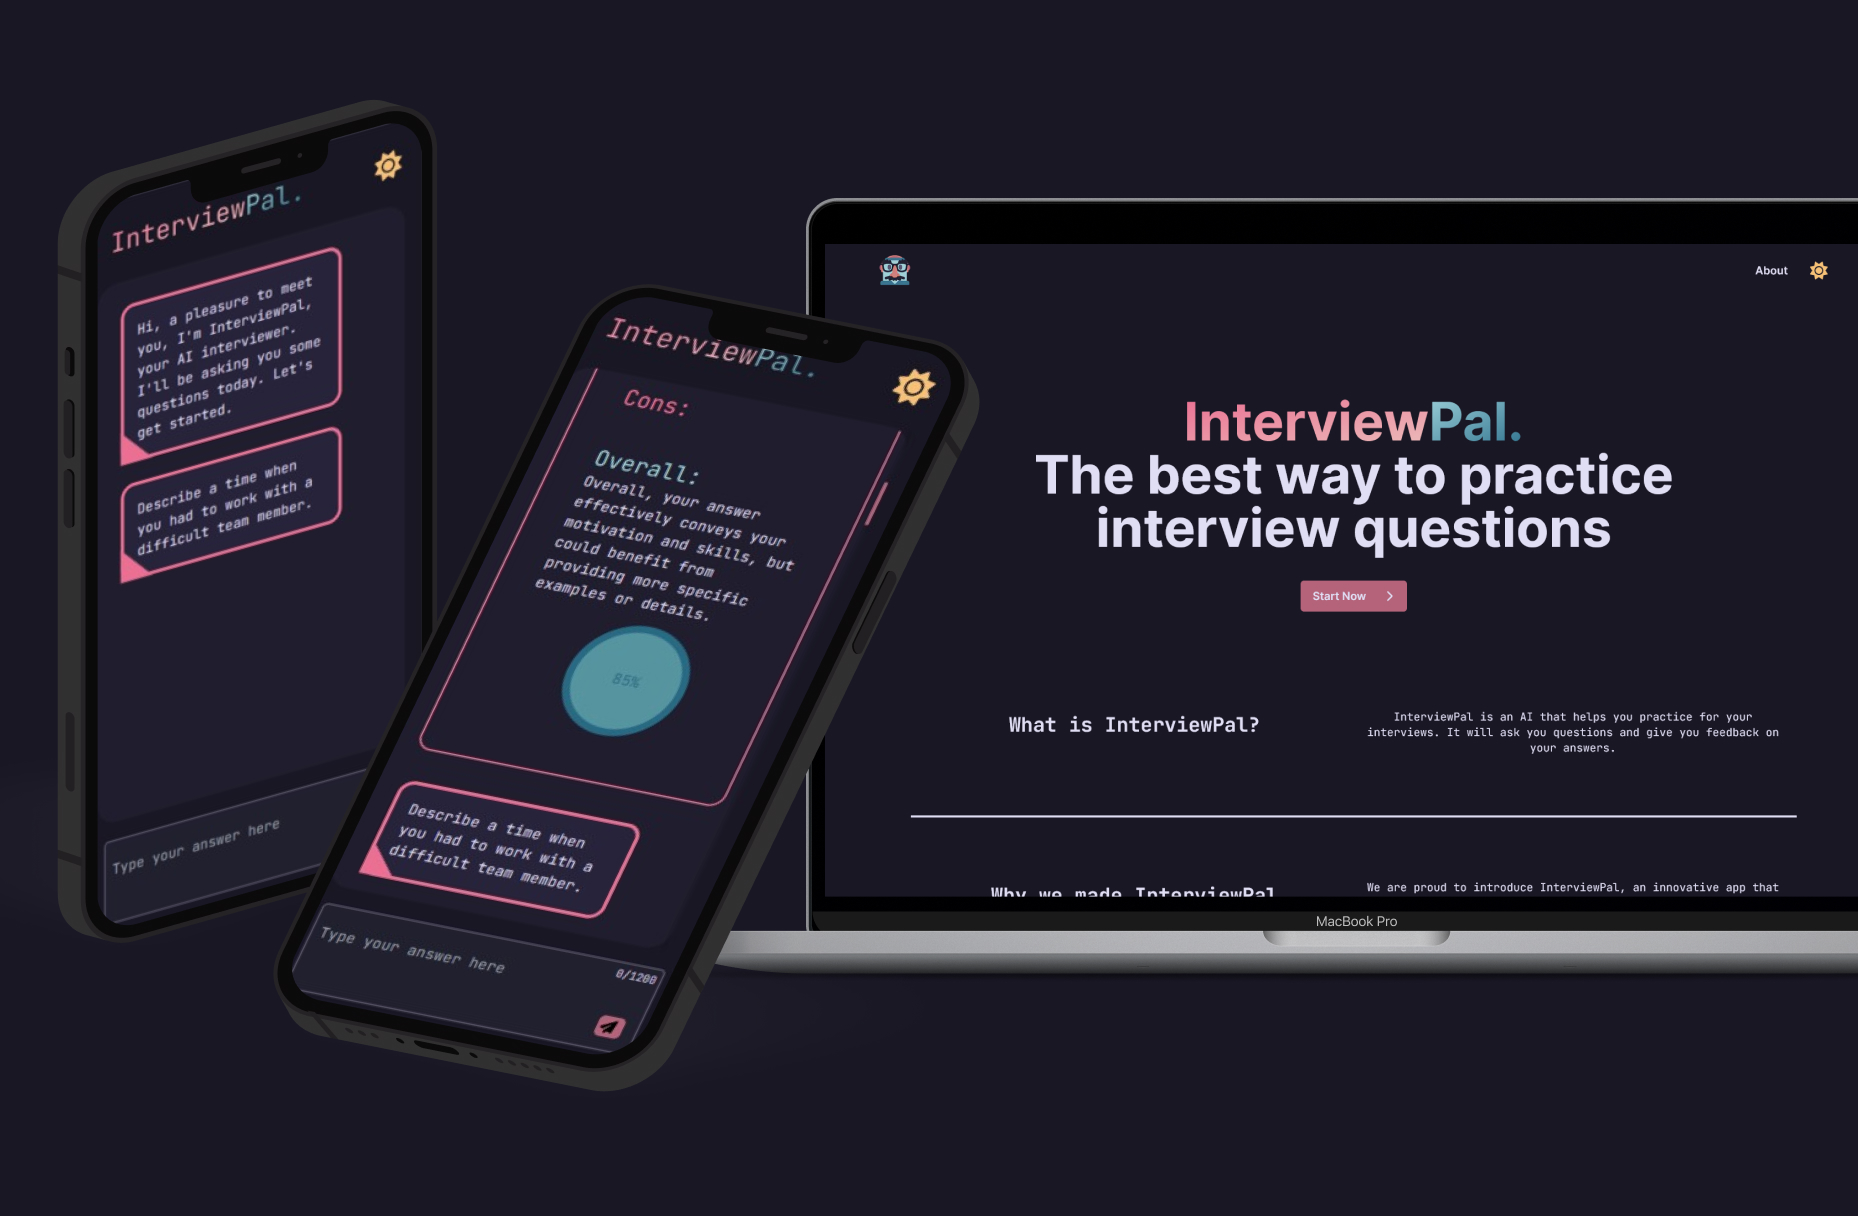 InterviewPal.
Hi, a pleasure to meet
you, I'm InterviewPal,
your AI interviewer.
I'll be asking you some
questions today. Let's
get started.
Describe a time when
you had to work with a
difficult team member.
Type your answer here
InterviewPal.
Cons:
Overall:
Overall, your answer
effectively conveys your
motivation and skills, but
could benefit from
providing more specific
examples or details.
85%
Describe a time when
you had to work with a
difficult team member.
Type your answer here
0/1200
About
InterviewPal.
The best way to practice
interview questions
Start Now
What is InterviewPal?
InterviewPal is an AI that helps you practice for your
interviews. It will ask you questions and give you feedback on
your answers.
Why we made InterviewPal
We are proud to introduce InterviewPal, an innovative app that
MacBook Pro